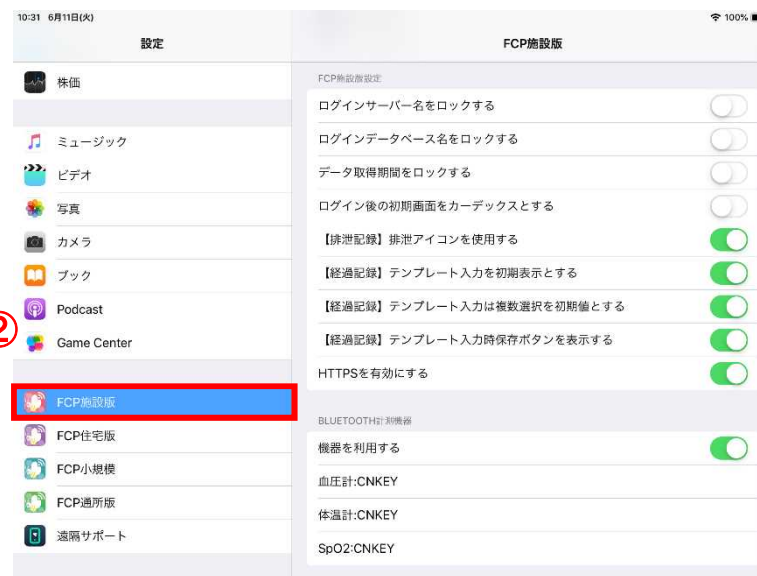 10:31 6月11日(火)
100%
設定
FCP施設版
株価
ミュージック
ビデオ
写真
カメラ
ブック
Podcast
Game Center
②
FCP施設版
FCP住宅版
FCP小規模
FCP通所版
遠隔サポート
FCP施設版設定
ログインサーバー名をロックする
ログインデータベース名をロックする
データ取得期間をロックする
ログイン後の初期画面をカーデックスとする
【排泄記録】排泄アイコンを使用する
【経過記録】テンプレート入力を初期表示とする
【経過記録】テンプレート入力は複数選択を初期値とする
【経過記録】テンプレート入力時保存ボタンを表示する
HTTPSを有効にする
BLUETOOTH計測機器
機器を利用する
血圧計:CNKEY
体温計:CNKEY
SpO2:CNKEY